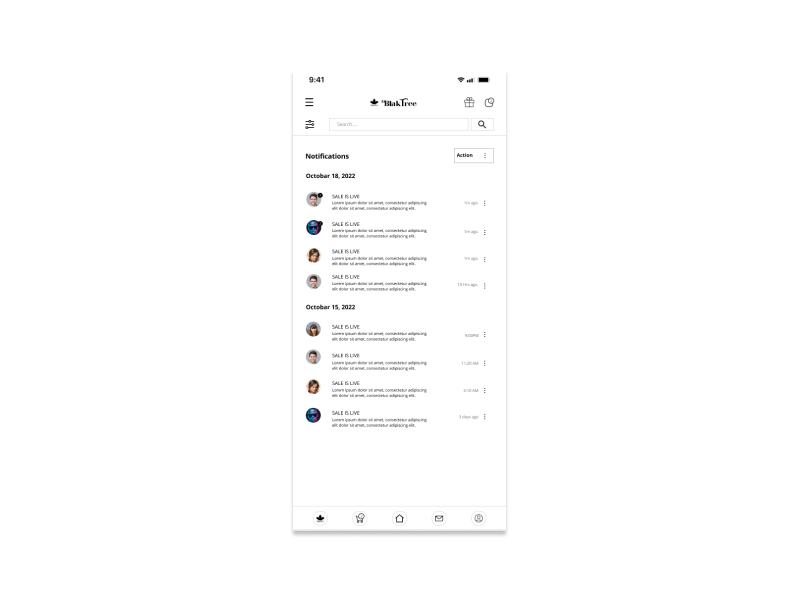 9:41
BlakTree
Search....
Notifications
Action
Octobar 18, 2022
SALE IS LIVE
Lorem ipsum dolor sit amet, consectetur adipiscing
elit dolor sit amet, consectetur adipiscing elit.
1m ago.
SALE IS LIVE
Lorem ipsum dolor sit amet, consectetur adipiscing
elit dolor sit amet, consectetur adipiscing elit.
1m ago.
SALE IS LIVE
Lorem ipsum dolor sit amet, consectetur adipiscing
elit dolor sit amet, consectetur adipiscing elit.
1m ago.
SALE IS LIVE
Lorem ipsum dolor sit amet, consectetur adipiscing
elit dolor sit amet, consectetur adipiscing elit.
10 Hrs ago.
Octobar 15, 2022
SALE IS LIVE
Lorem ipsum dolor sit amet, consectetur adipiscing
elit dolor sit amet, consectetur adipiscing elit.
9:00PM
SALE IS LIVE
Lorem ipsum dolor sit amet, consectetur adipiscing
elit dolor sit amet, consectetur adipiscing elit.
11:20 AM
SALE IS LIVE
Lorem ipsum dolor sit amet, consectetur adipiscing
elit dolor sit amet, consectetur adipiscing elit.
AM
SALE IS LIVE
Lorem ipsum dolor sit amet, consectetur adipiscing
elit dolor sit amet, consectetur adipiscing elit.
3 days ago